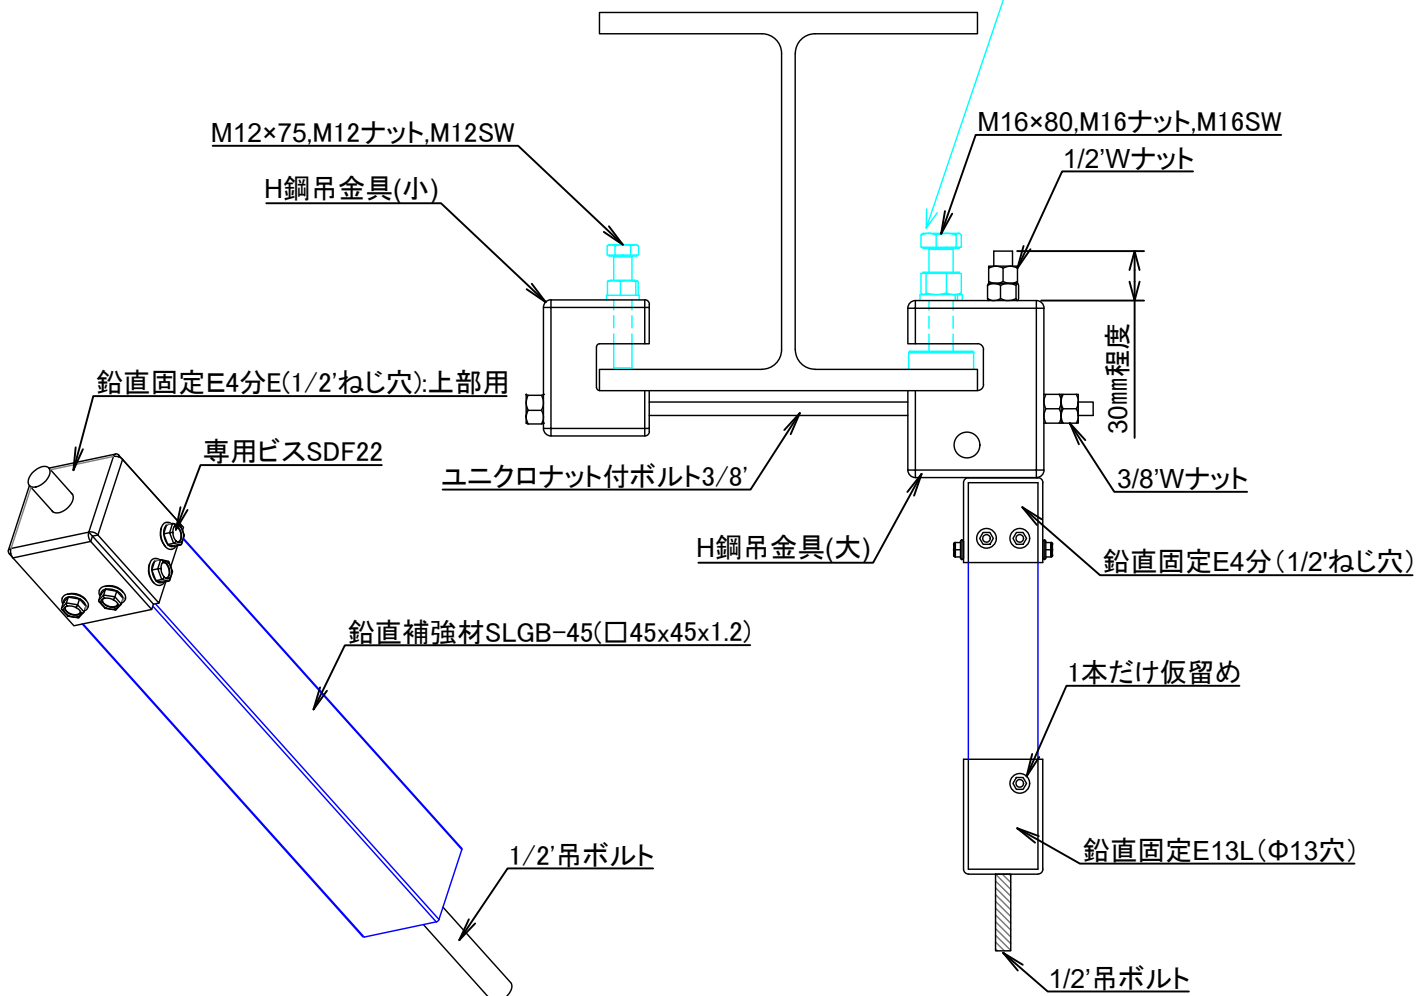 M12×75,M12ナット,M12SW
M16×80,M16ナット,M16SW
1/2'Wナット
H鋼吊金具(小)
30㎜程度
鉛直固定E4分E(1/2'ねじ穴):上部用
専用ビスSDF22
ユニクロナット付ボルト3/8'
3/8'Wナット
H鋼吊金具(大)
鉛直固定E4分(1/2'ねじ穴)
鉛直補強材SLGB-45(□45x45x1.2)
1本だけ仮留め
1/2'吊ボルト
鉛直固定E13L(Φ13穴)
1/2'吊ボルト